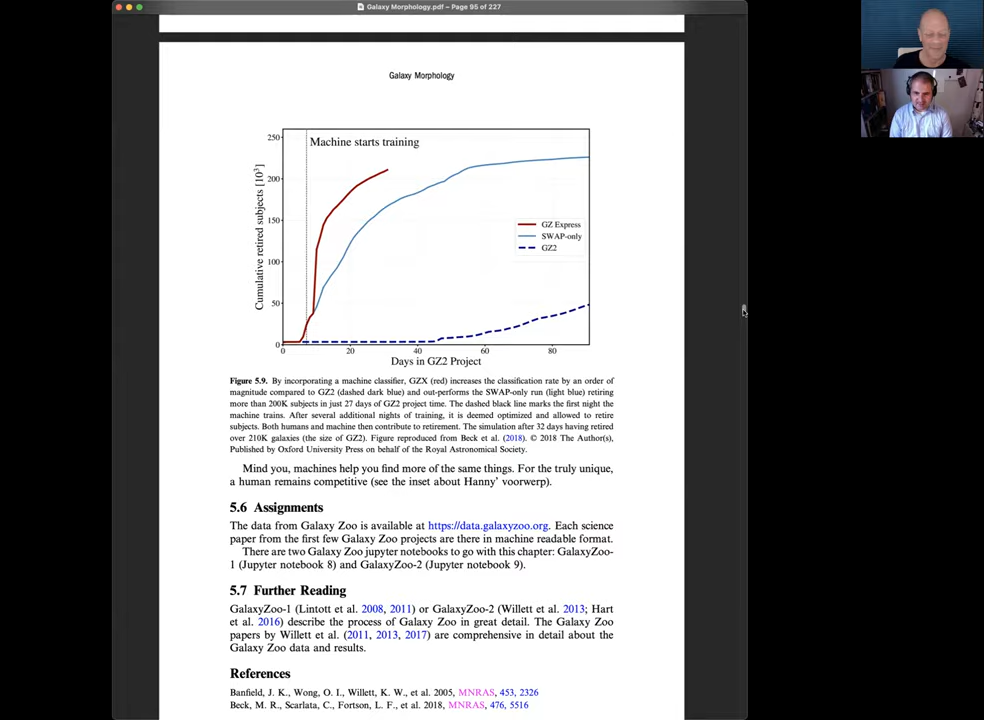 Galaxy Morphology.pdf – Page 95 of 227
Galaxy Morphology
Machine starts training
250
200
150
100
50
0
Cumulative retired subjects [10³]
GZ Express
SWAP-only
GZ2
0 20 40 60 80
Days in GZ2 Project
Figure 5.9. By incorporating a machine classifier, GZX (red) increases the classification rate by an order of
magnitude compared to GZ2 (dashed dark blue) and out-performs the SWAP-only run (light blue) retiring
more than 200K subjects in just 27 days of GZ2 project time. The dashed black line marks the first night the
machine trains. After several additional nights of training, it is deemed optimized and allowed to retire
subjects. Both humans and machine then contribute to retirement. The simulation after 32 days having retired
over 210K galaxies (the size of GZ2). Figure reproduced from Beck et al. (2018). © 2018 The Author(s),
Published by Oxford University Press on behalf of the Royal Astronomical Society.
Mind you, machines help you find more of the same things. For the truly unique,
a human remains competitive (see the inset about Hanny' voorwerp).
5.6 Assignments
The data from Galaxy Zoo is available at https://data.galaxyzoo.org. Each science
paper from the first few Galaxy Zoo projects are there in machine readable format.
There are two Galaxy Zoo jupyter notebooks to go with this chapter: GalaxyZoo-
1 (Jupyter notebook 8) and GalaxyZoo-2 (Jupyter notebook 9).
5.7 Further Reading
GalaxyZoo-1 (Lintott et al. 2008, 2011) or GalaxyZoo-2 (Willett et al. 2013; Hart
et al. 2016) describe the process of Galaxy Zoo in great detail. The Galaxy Zoo
papers by Willett et al. (2011, 2013, 2017) are comprehensive in detail about the
Galaxy Zoo data and results.
References
Banfield, J. K., Wong, O. I., Willett, K. W., et al. 2005, MNRAS, 453, 2326
Beck, M. R., Scarlata, C., Fortson, L. F., et al. 2018, MNRAS, 476, 5516